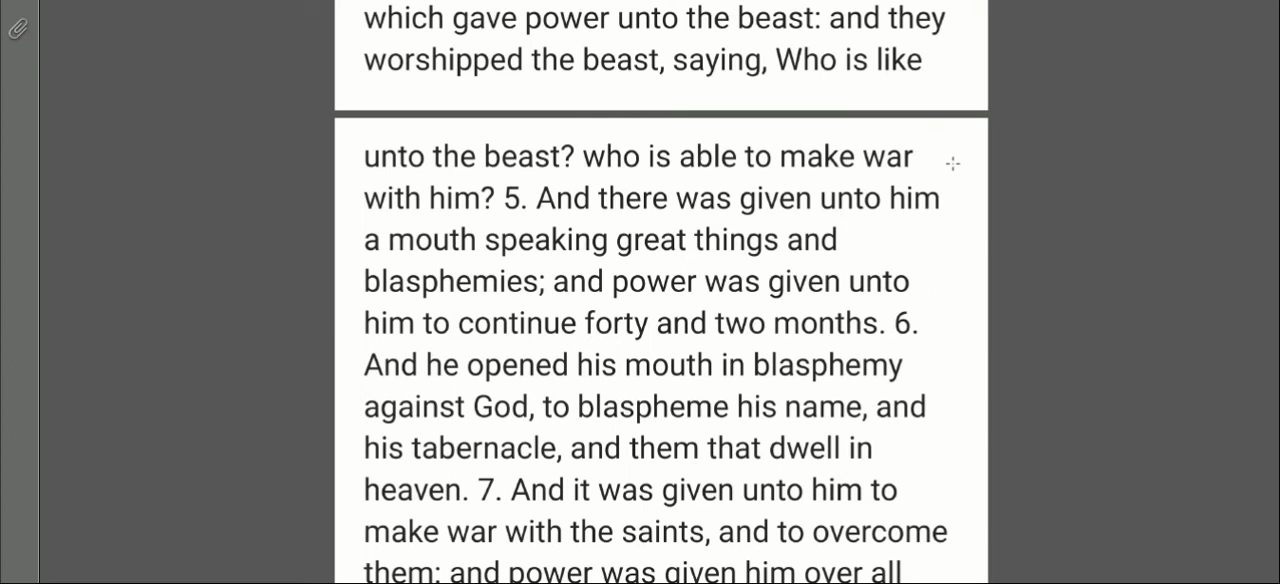 which gave power unto the beast: and they
worshipped the beast, saying, Who is like
unto the beast? who is able to make war
with him? 5. And there was given unto him
a mouth speaking great things and
blasphemies; and power was given unto
him to continue forty and two months. 6.
And he opened his mouth in blasphemy
against God, to blaspheme his name, and
his tabernacle, and them that dwell in
heaven. 7. And it was given unto him to
make war with the saints, and to overcome
them: and power was given him over all